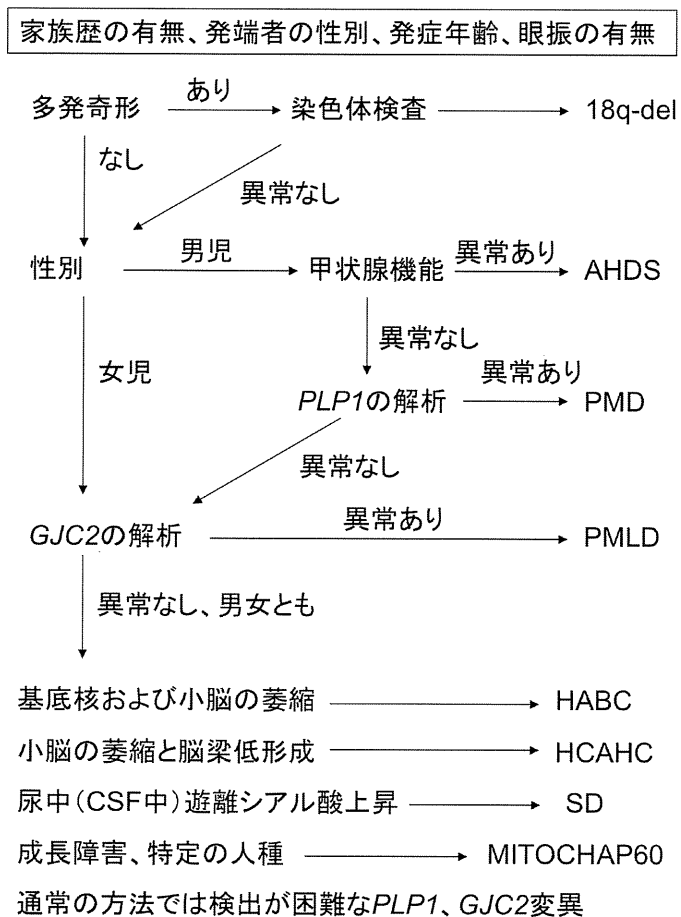 家族歴の有無、発端者の性別、発症年齢、眼振の有無
多発奇形 あり 染色体検査 18q-del
なし
異常なし
性別 男児 甲状腺機能 異常あり AHDS
異常なし
女児
PLP1の解析 異常あり PMD
異常なし
GJC2の解析 異常あり PMLD
異常なし、男女とも
基底核および小脳の萎縮 HABC
小脳の萎縮と脳梁低形成 HCAHC
尿中（CSF中）遊離シアル酸上昇 SD
成長障害、特定の人種 MITOCHAP60
通常の方法では検出が困難なPLP1、GJC2変異